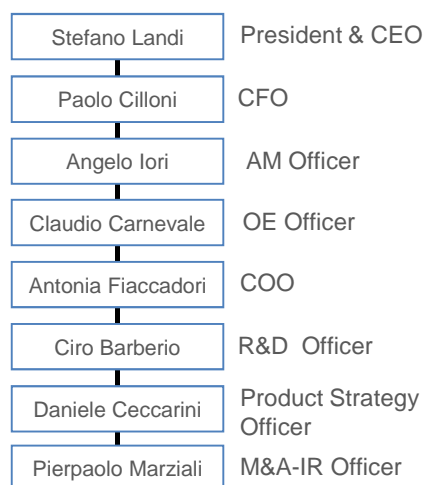 Stefano Landi President & CEO
Paolo Cilloni CFO
Angelo Iori AM Officer
Claudio Carnevale OE Officer
Antonia Fiaccadori COO
Ciro Barberio R&D Officer
Daniele Ceccarini Product Strategy
Officer
Pierpaolo Marziali M&A-IR Officer